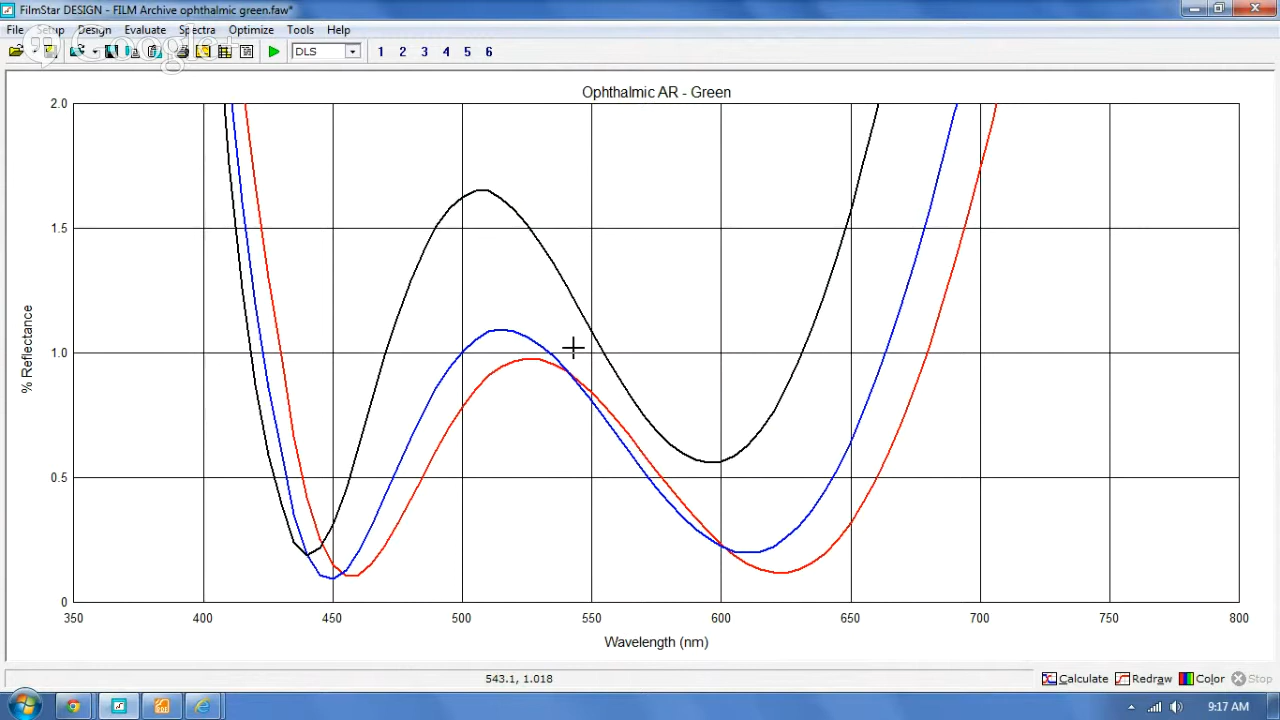 FilmStar DESIGN - FILM Archive ophthalmic green.faw*
File Setup Design Evaluate Spectra Optimize Tools Help
Google+
DLS 1 2 3 4 5 6
Ophthalmic AR - Green
2.0
1.5
1.0
0.5
0
% Reflectance
350 400 450 500 550 600 650 700 750 800
Wavelength (nm)
543.1, 1.018
Calculate Redraw Color Stop
9:17 AM